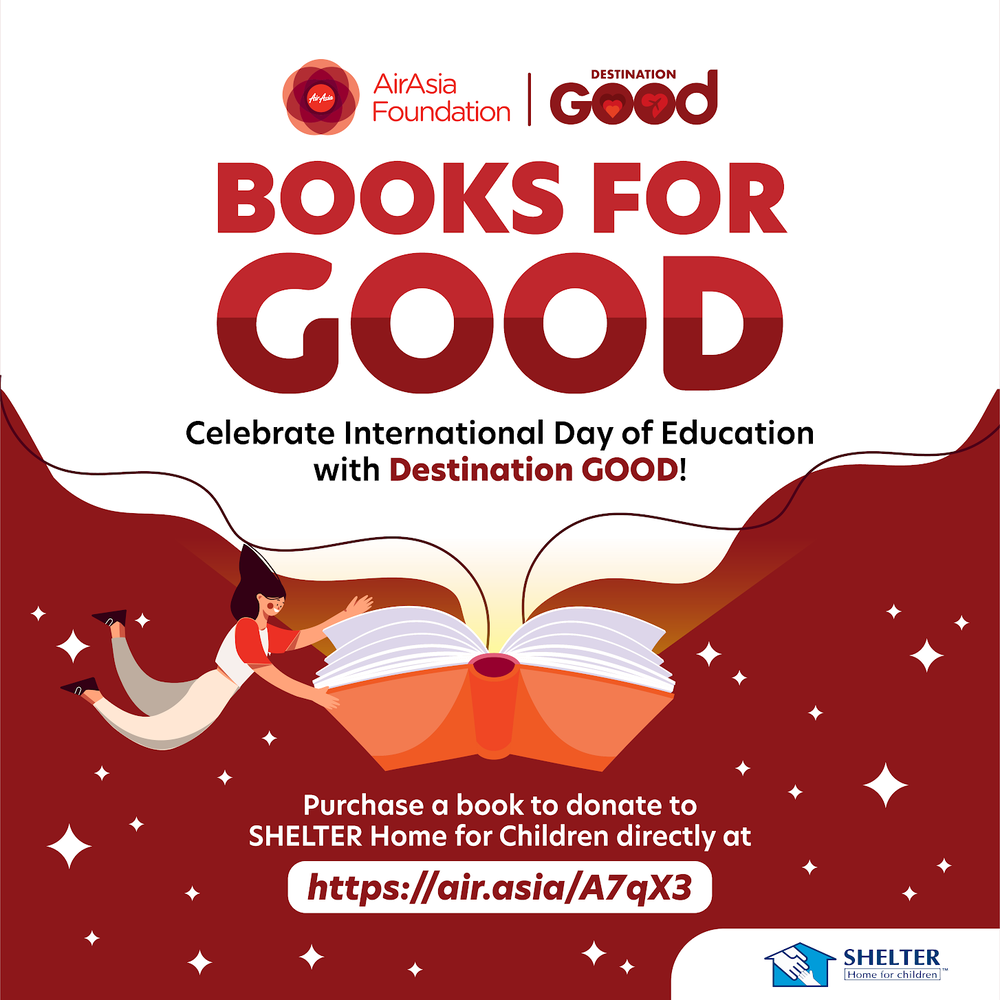 AirAsia
AirAsia
Foundation
DESTINATION
GOOD
BOOKS FOR
GOOD
Celebrate International Day of Education
with Destination GOOD!
Purchase a book to donate to
SHELTER Home for Children directly at
https://air.asia/A7qX3
SHELTER
Home for children™